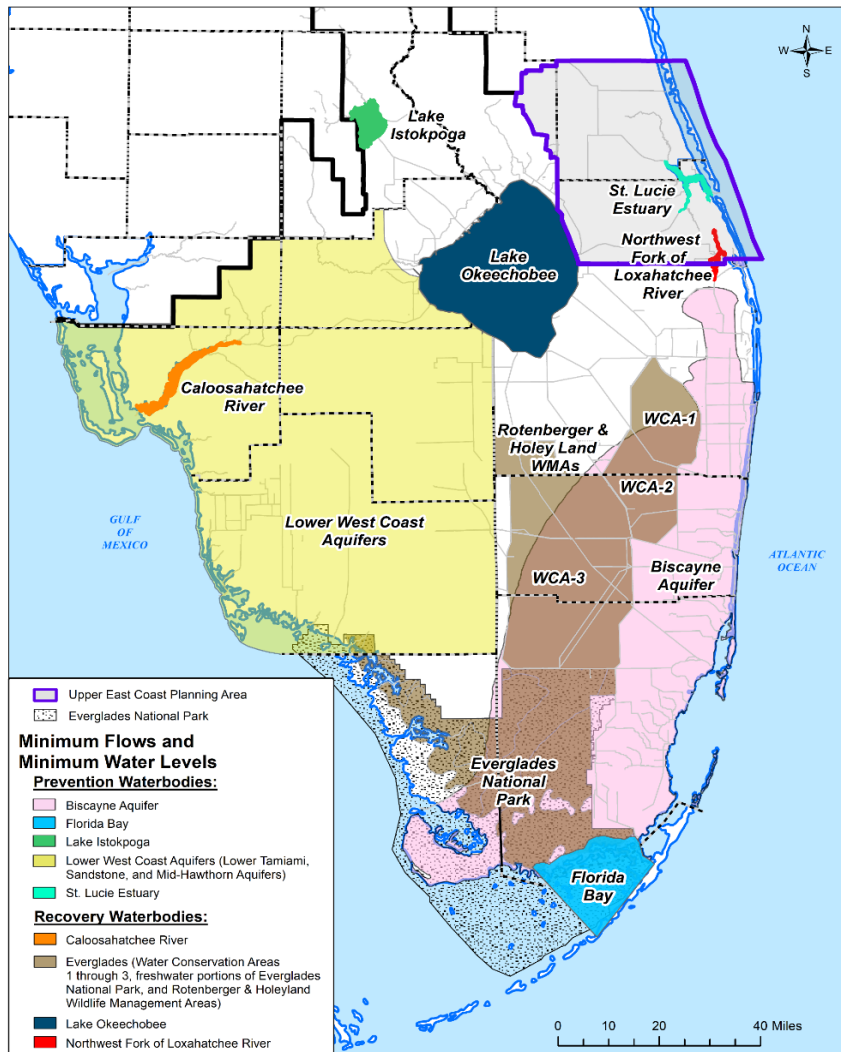 N
W E
S
Lake
Istokpoga
St. Lucie
Estuary
Northwest
Fork of
Loxahatchee
River
Lake
Okeechobee
Caloosahatchee
River
WCA-1
Rotenberger &
Holey Land
WMAs
WCA-2
GULF
OF
MEXICO
Lower West Coast
Aquifers
WCA-3
Biscayne
Aquifer
ATLANTIC
OCEAN
Everglades
National
Park
Florida
Bay
Upper East Coast Planning Area
Everglades National Park
Minimum Flows and
Minimum Water Levels
Prevention Waterbodies:
Biscayne Aquifer
Florida Bay
Lake Istokpoga
Lower West Coast Aquifers (Lower Tamiami,
Sandstone, and Mid-Hawthorn Aquifers)
St. Lucie Estuary
Recovery Waterbodies:
Caloosahatchee River
Everglades (Water Conservation Areas
1 through 3, freshwater portions of Everglades
National Park, and Rotenberger & Holeyland
Wildlife Management Areas)
Lake Okeechobee
Northwest Fork of Loxahatchee River
0 10 20 40 Miles